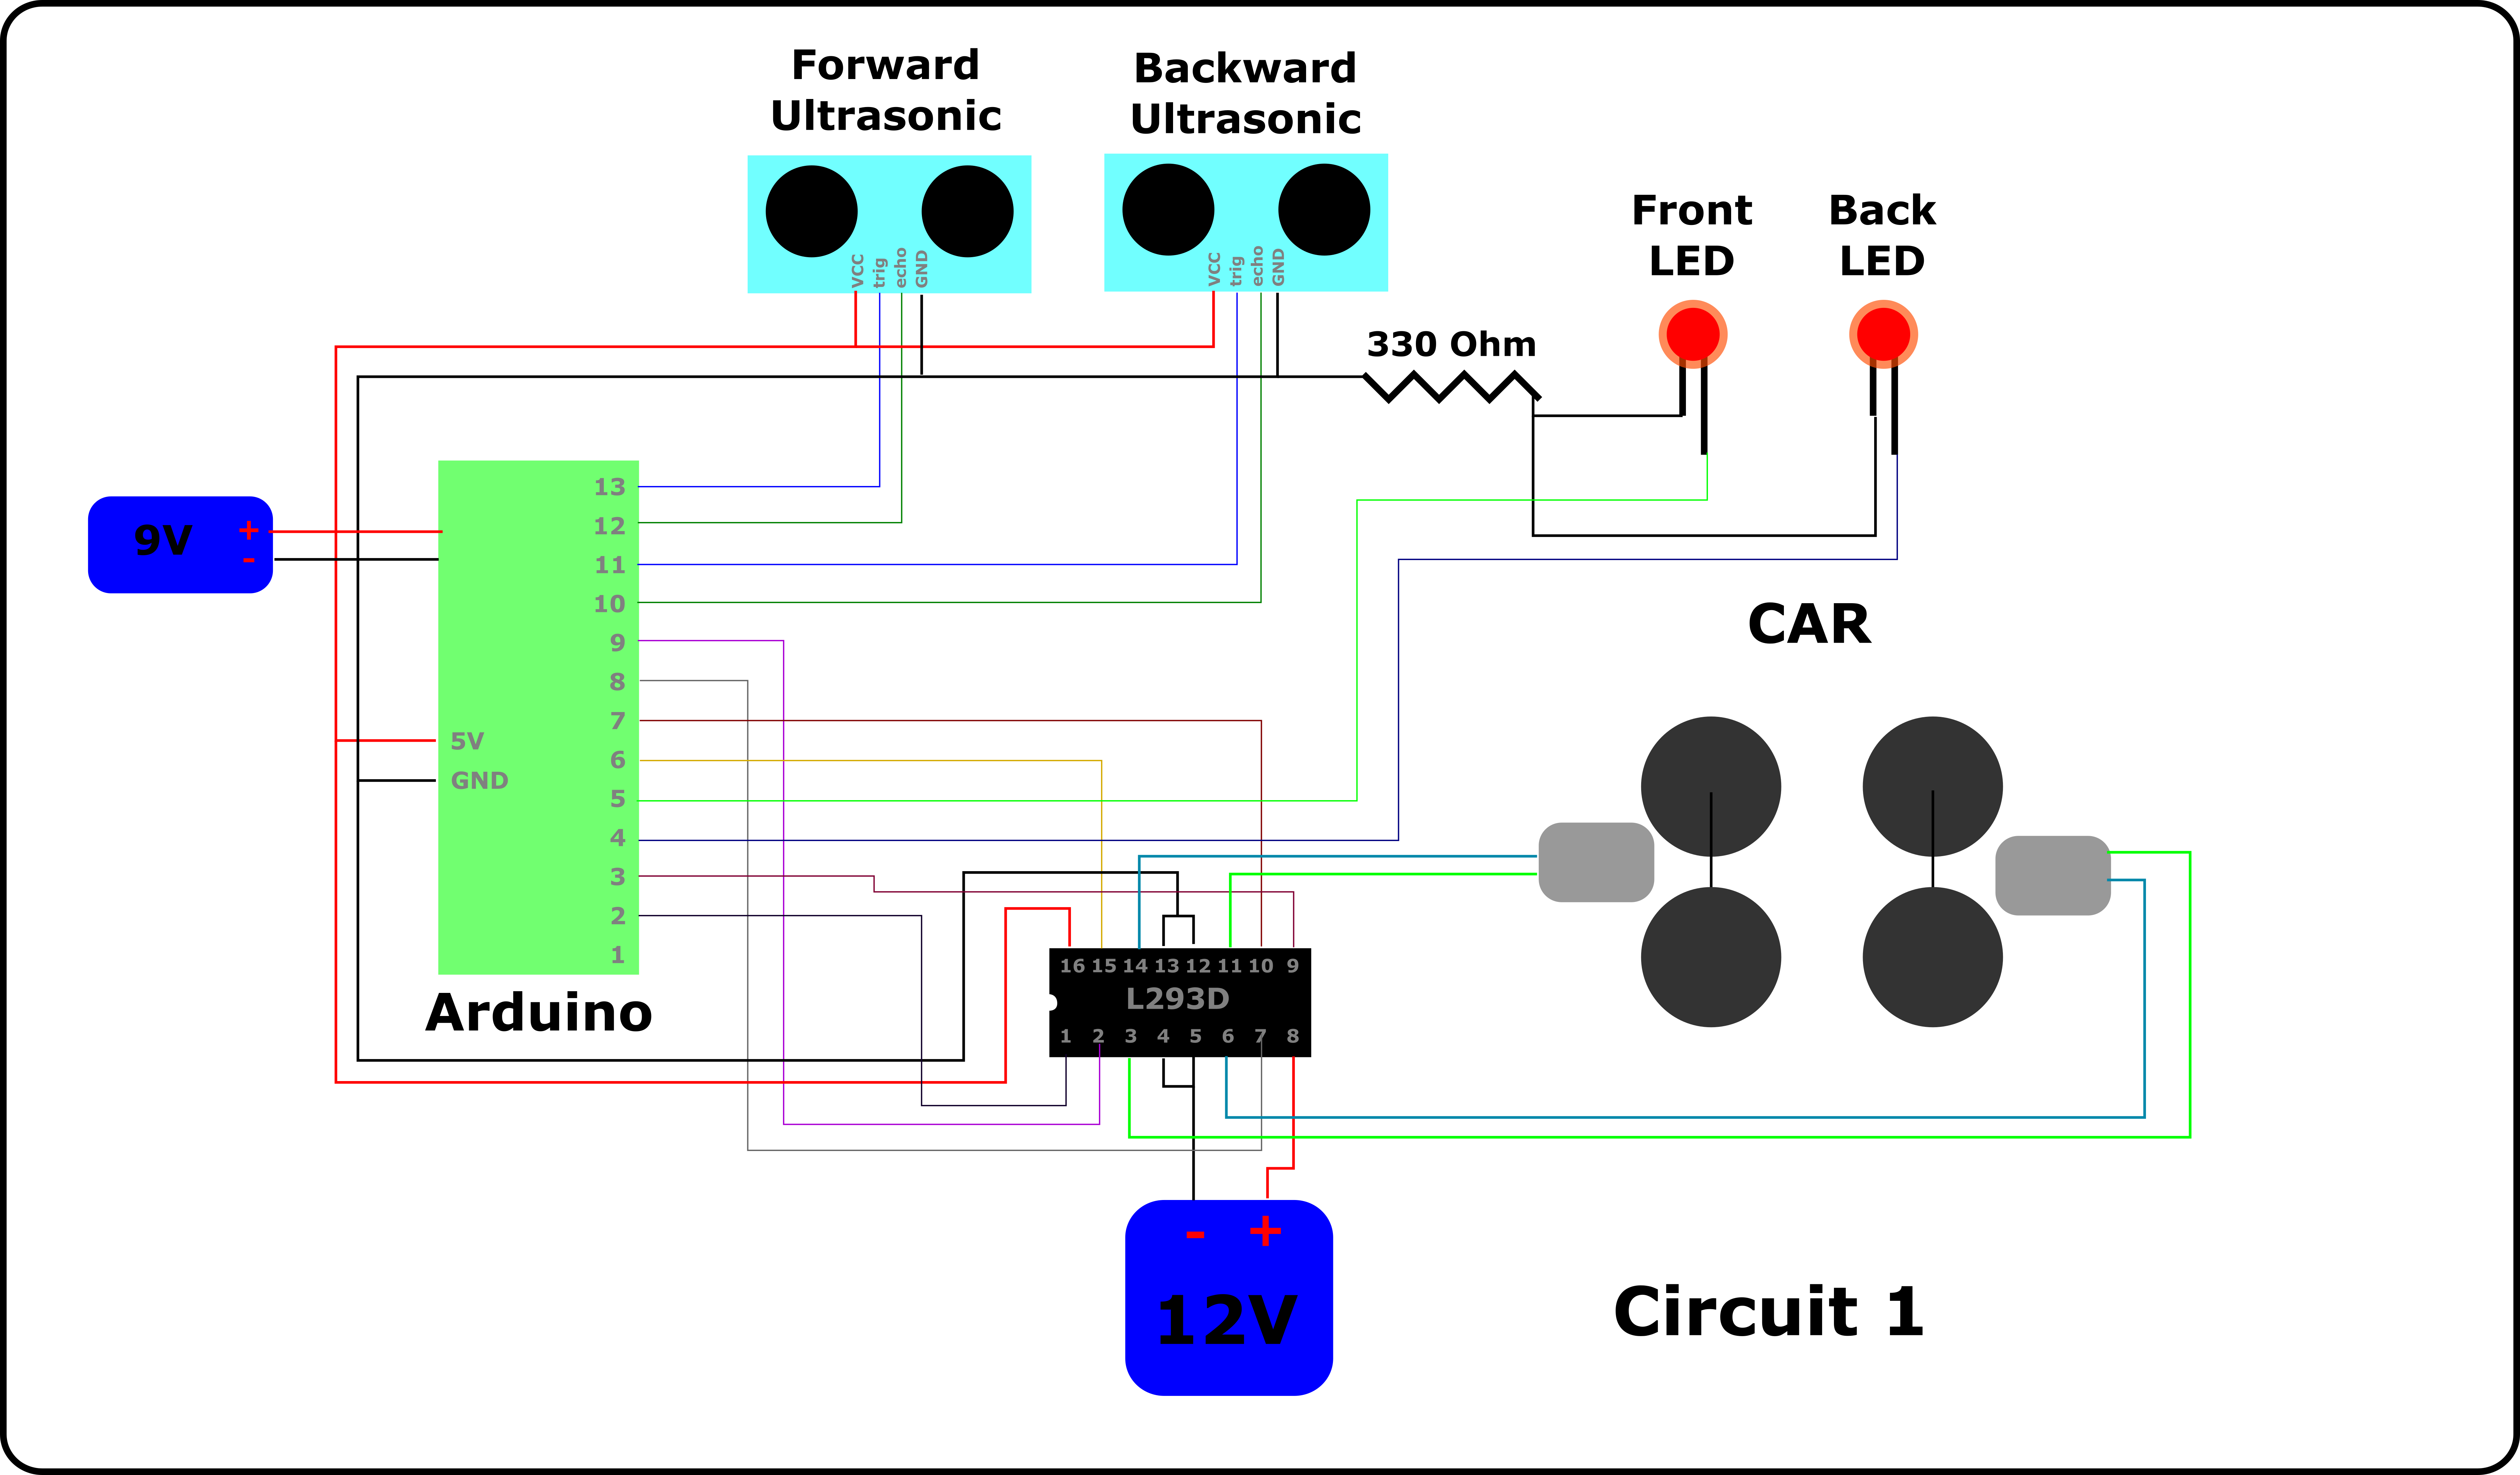 Forward
Ultrasonic
Backward
Ultrasonic
VCC
trig
echo
GND
VCC
trig
echo
GND
Front
LED
Back
LED
330 Ohm
9V
+
-
13
12
11
10
9
8
7
6
5
4
3
2
1
5V
GND
Arduino
CAR
16 15 14 13 12 11 10 9
L293D
1 2 3 4 5 6 7 8
- +
12V
Circuit 1